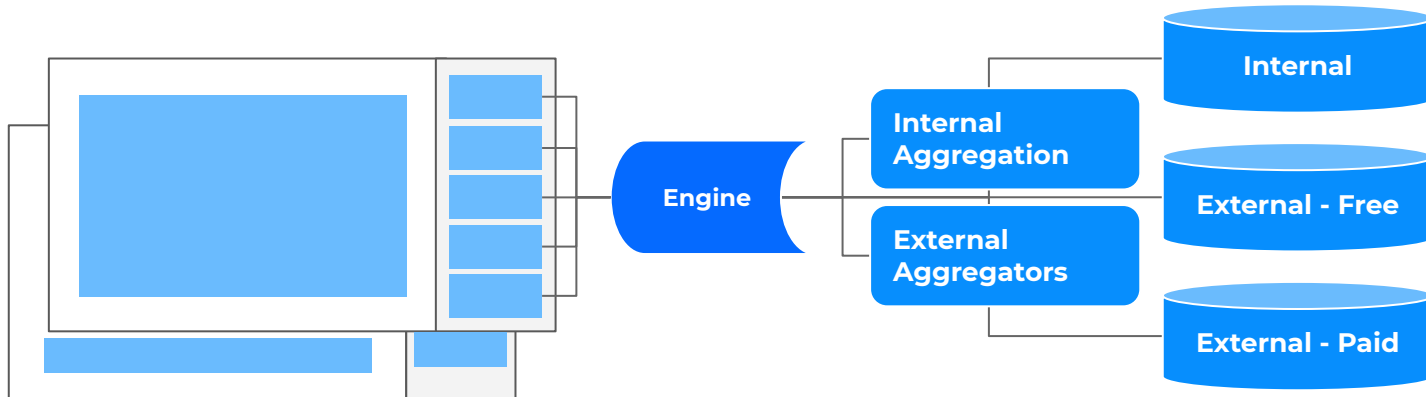 Engine
Internal
Aggregation
External
Aggregators
Internal
External - Free
External - Paid